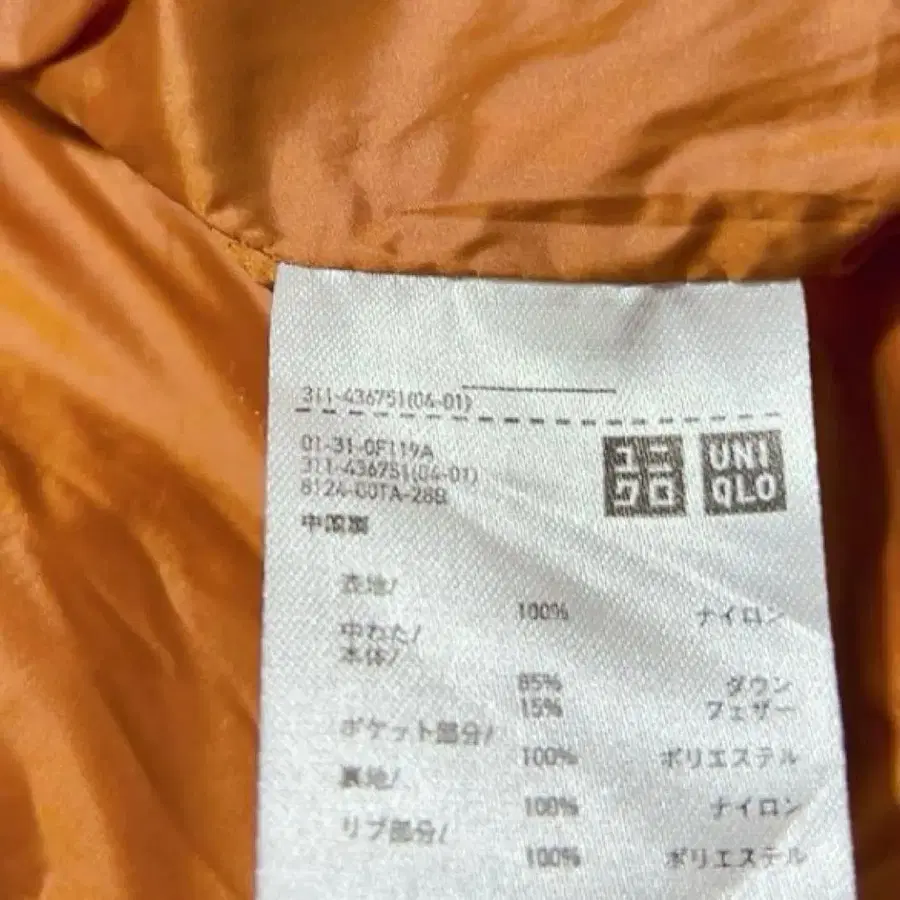 311-436751(04-01)
01-31-0F119A
311-436751(04-01)
8124-00TA-28B
ユニ
クロ
UNI
QLO
中国製
表地/
100% ナイロン
中わた/
本体/
85% ダウン
15% フェザー
ポケット部分/
100% ポリエステル
裏地/
100% ナイロン
リブ部分/
100% ポリエステル